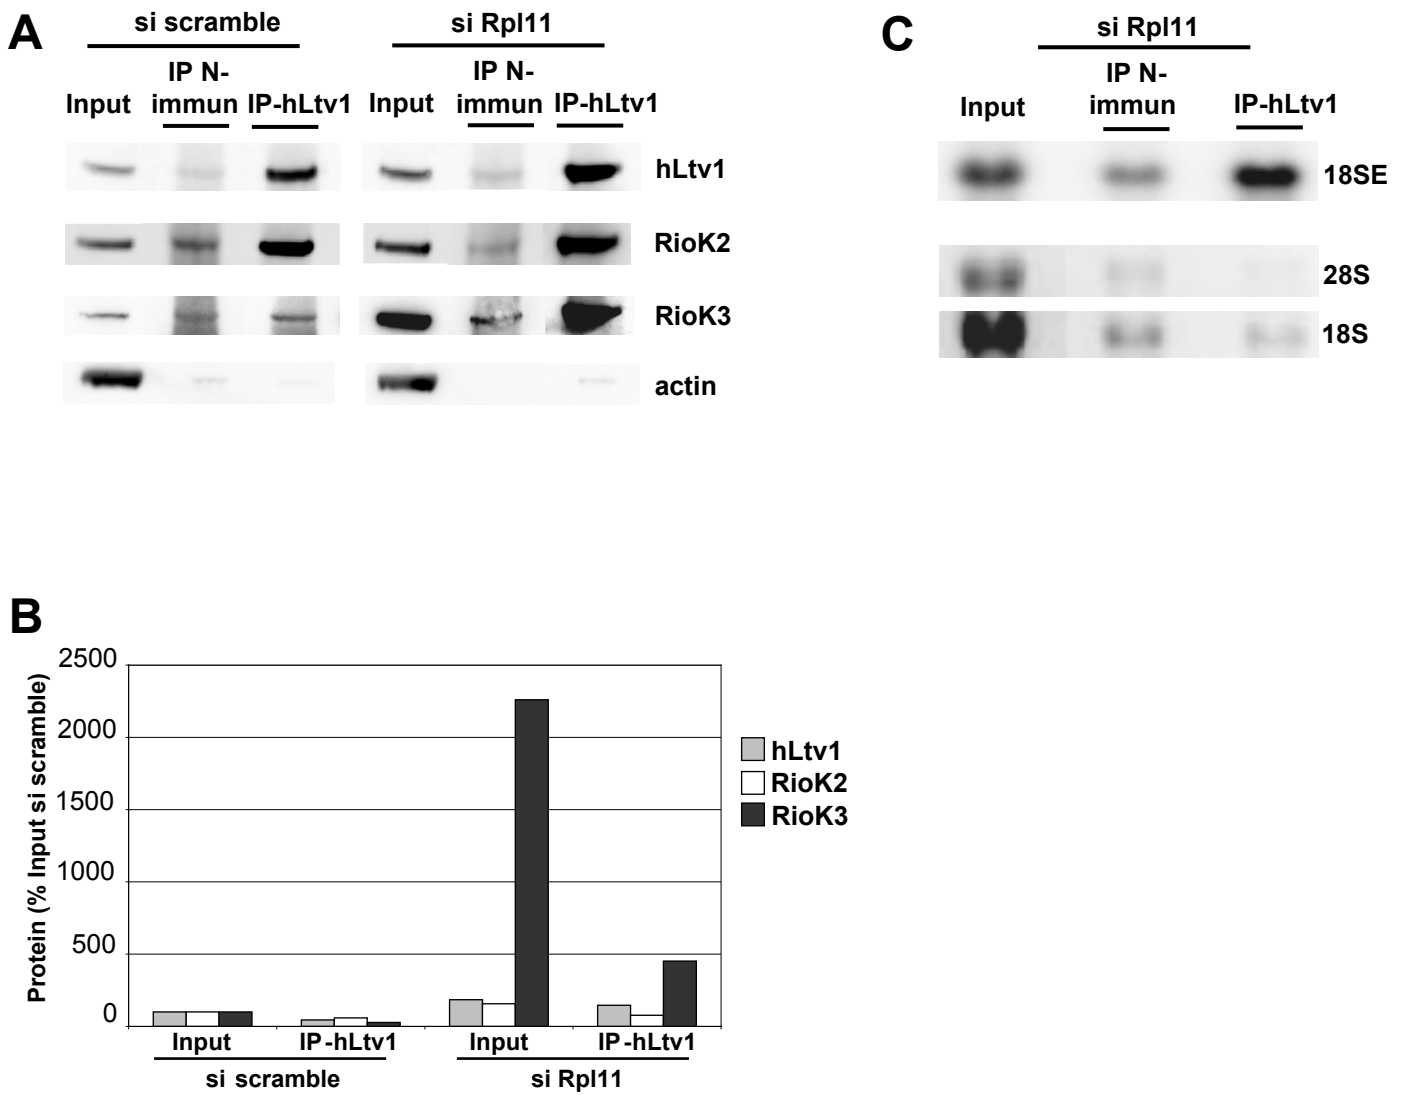 A
si scramble
si Rpl11
IP N-
immun
Input
IP-hLtv1
IP N-
immun
Input
IP-hLtv1
hLtv1
RioK2
RioK3
actin
C
si Rpl11
IP N-
immun
Input
IP-hLtv1
18SE
28S
18S
B
Protein (% Input si scramble)
2500
2000
1500
1000
500
0
Input
IP-hLtv1
Input
IP-hLtv1
si scramble
si Rpl11
hLtv1
RioK2
RioK3